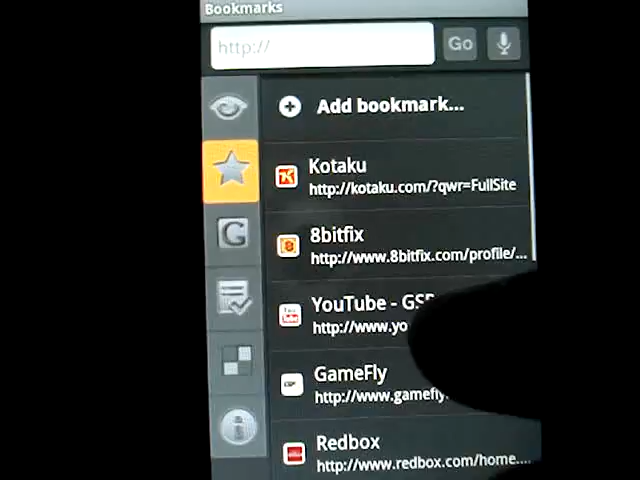 Bookmarks
http://
Go
Add bookmark...
Kotaku
http://kotaku.com/?qwr=FullSite
8bitfix
http://www.8bitfix.com/profile/...
YouTube -
http://www.yo
GameFly
http://www.gamefly.
Redbox
http://www.redbox.com/home....